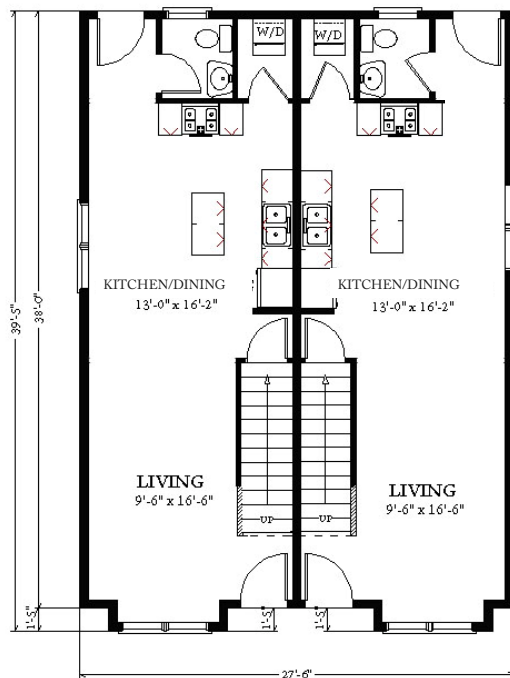 W/D
W/D
KITCHEN/DINING
13'-0" x 16'-2"
KITCHEN/DINING
13'-0" x 16'-2"
39'-5"
38'-0"
LIVING
9'-6" x 16'-6"
LIVING
9'-6" x 16'-6"
UP
UP
1'-5"
1'-5"
1'-5"
27'-6"